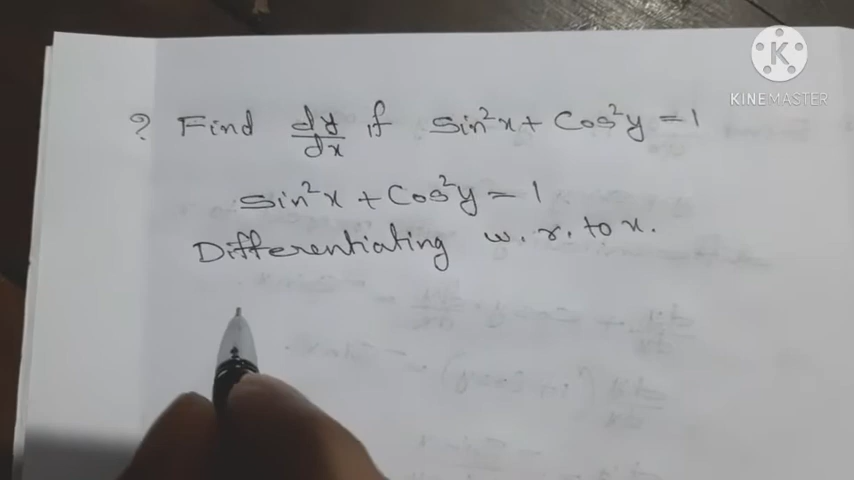 K
KINEMASTER
? Find dy/dx if sin²x + Cos²y = 1
sin²x + Cos²y = 1
Differentiating w. r. to x.